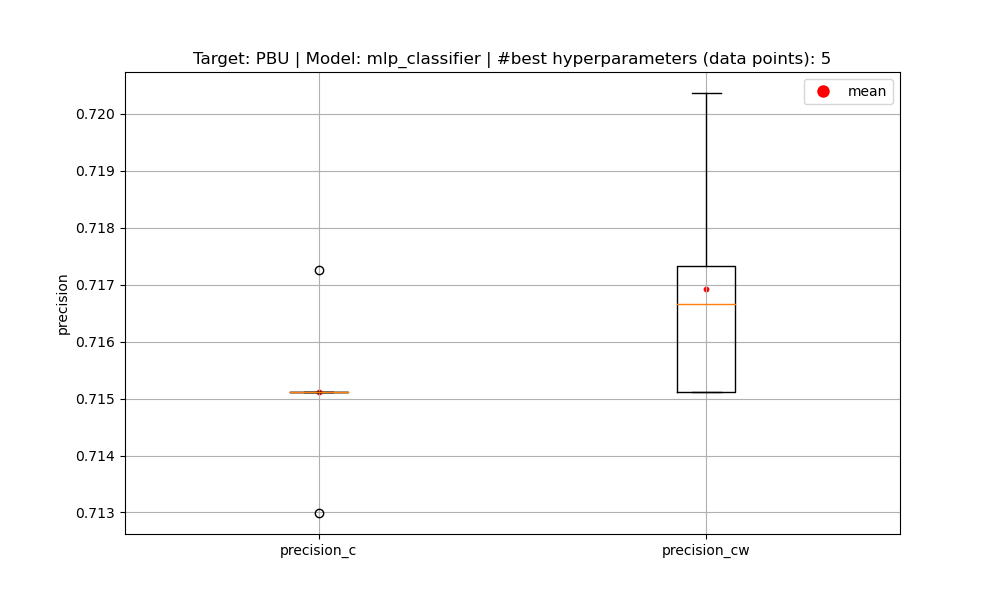 Target: PBU | Model: mlp_classifier | #best hyperparameters (data points): 5
mean
0.720
0.719
0.718
0.717
0.716
0.715
0.714
0.713
precision
precision_c
precision_cw